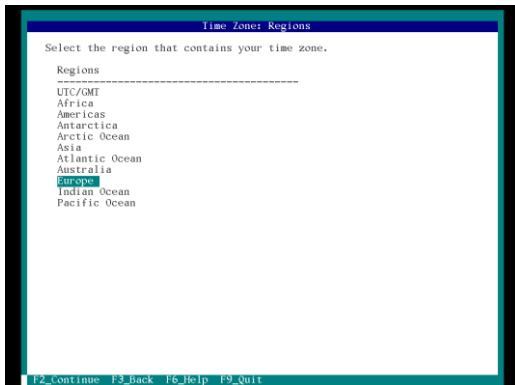 Time Zone: Regions
Select the region that contains your time zone.
Regions
----------------------------------------
UTC/GMT
Africa
Americas
Antarctica
Arctic Ocean
Asia
Atlantic Ocean
Australia
Europe
Indian Ocean
Pacific Ocean
F2_Continue F3_Back F6_Help F9_Quit